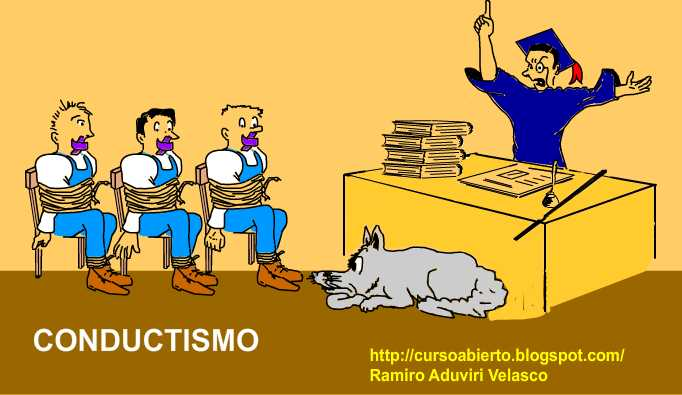 CONDUCTISMO
http://cursoabierto.blogspot.com/
Ramiro Aduviri Velasco